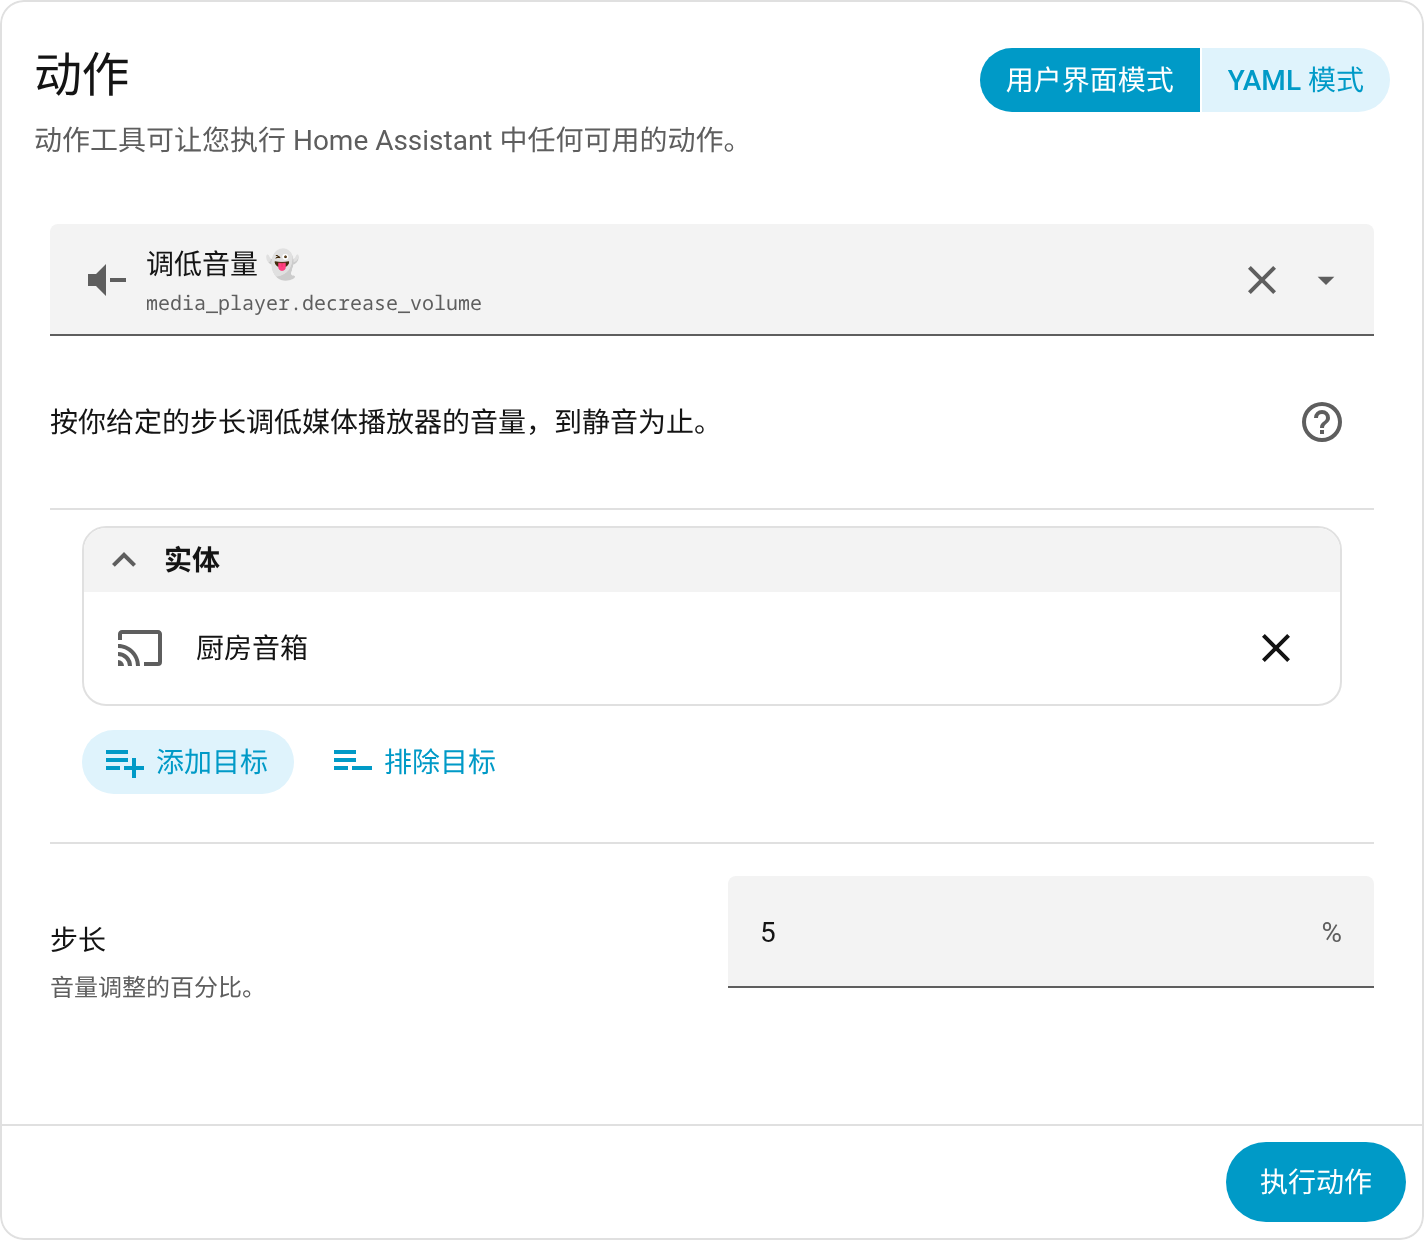 动作
用户界面模式
YAML 模式
动作工具可让您执行 Home Assistant 中任何可用的动作。
调低音量 👻
media_player.decrease_volume
按你给定的步长调低媒体播放器的音量，到静音为止。
实体
厨房音箱
添加目标
排除目标
步长
音量调整的百分比。
5
%
执行动作